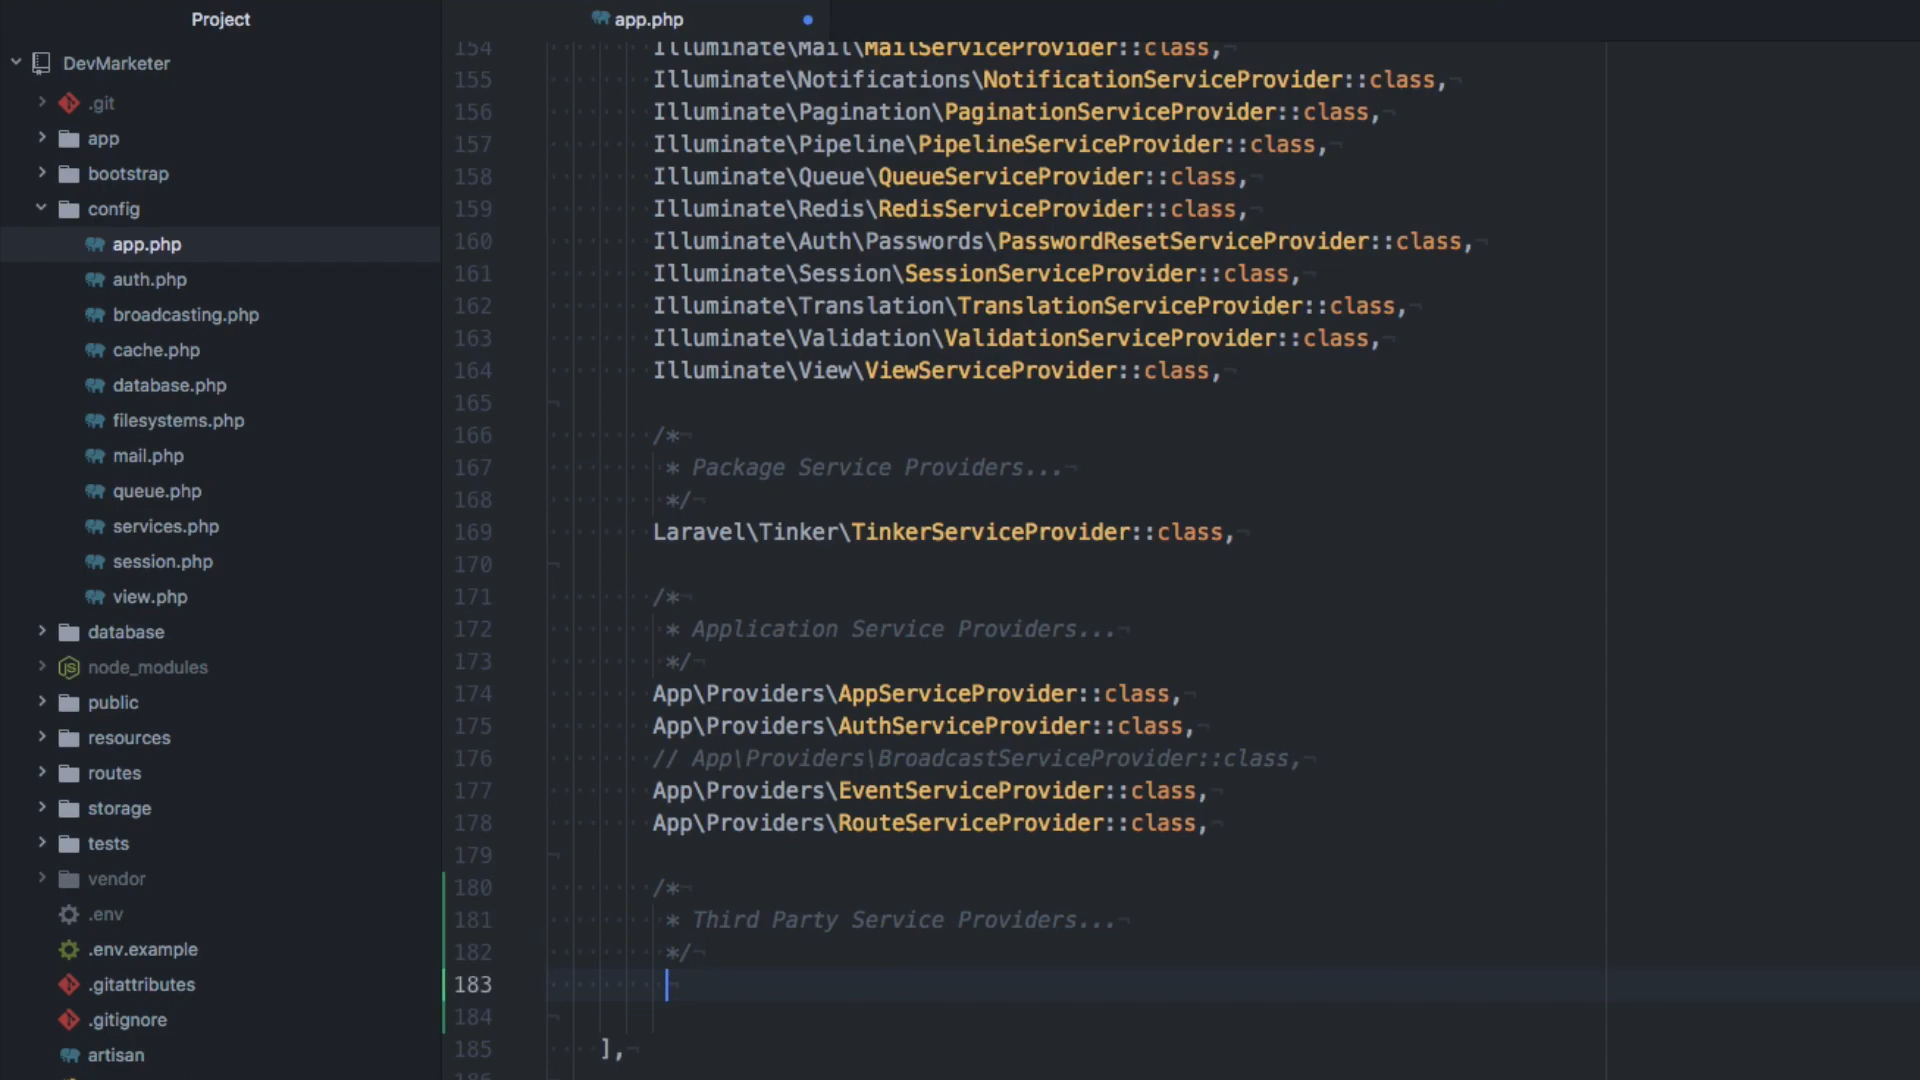 Project
DevMarketer
.git
app
bootstrap
config
app.php
auth.php
broadcasting.php
cache.php
database.php
filesystems.php
mail.php
queue.php
services.php
session.php
view.php
database
node_modules
public
resources
routes
storage
tests
vendor
.env
.env.example
.gitattributes
.gitignore
artisan
app.php
154 Illuminate\Mail\MailServiceProvider::class,
155 Illuminate\Notifications\NotificationServiceProvider::class,
156 Illuminate\Pagination\PaginationServiceProvider::class,
157 Illuminate\Pipeline\PipelineServiceProvider::class,
158 Illuminate\Queue\QueueServiceProvider::class,
159 Illuminate\Redis\RedisServiceProvider::class,
160 Illuminate\Auth\Passwords\PasswordResetServiceProvider::class,
161 Illuminate\Session\SessionServiceProvider::class,
162 Illuminate\Translation\TranslationServiceProvider::class,
163 Illuminate\Validation\ValidationServiceProvider::class,
164 Illuminate\View\ViewServiceProvider::class,
165
166 /*
167 * Package Service Providers...
168 */
169 Laravel\Tinker\TinkerServiceProvider::class,
170
171 /*
172 * Application Service Providers...
173 */
174 App\Providers\AppServiceProvider::class,
175 App\Providers\AuthServiceProvider::class,
176 // App\Providers\BroadcastServiceProvider::class,
177 App\Providers\EventServiceProvider::class,
178 App\Providers\RouteServiceProvider::class,
179
180 /*
181 * Third Party Service Providers...
182 */
183
184
185 ],
186